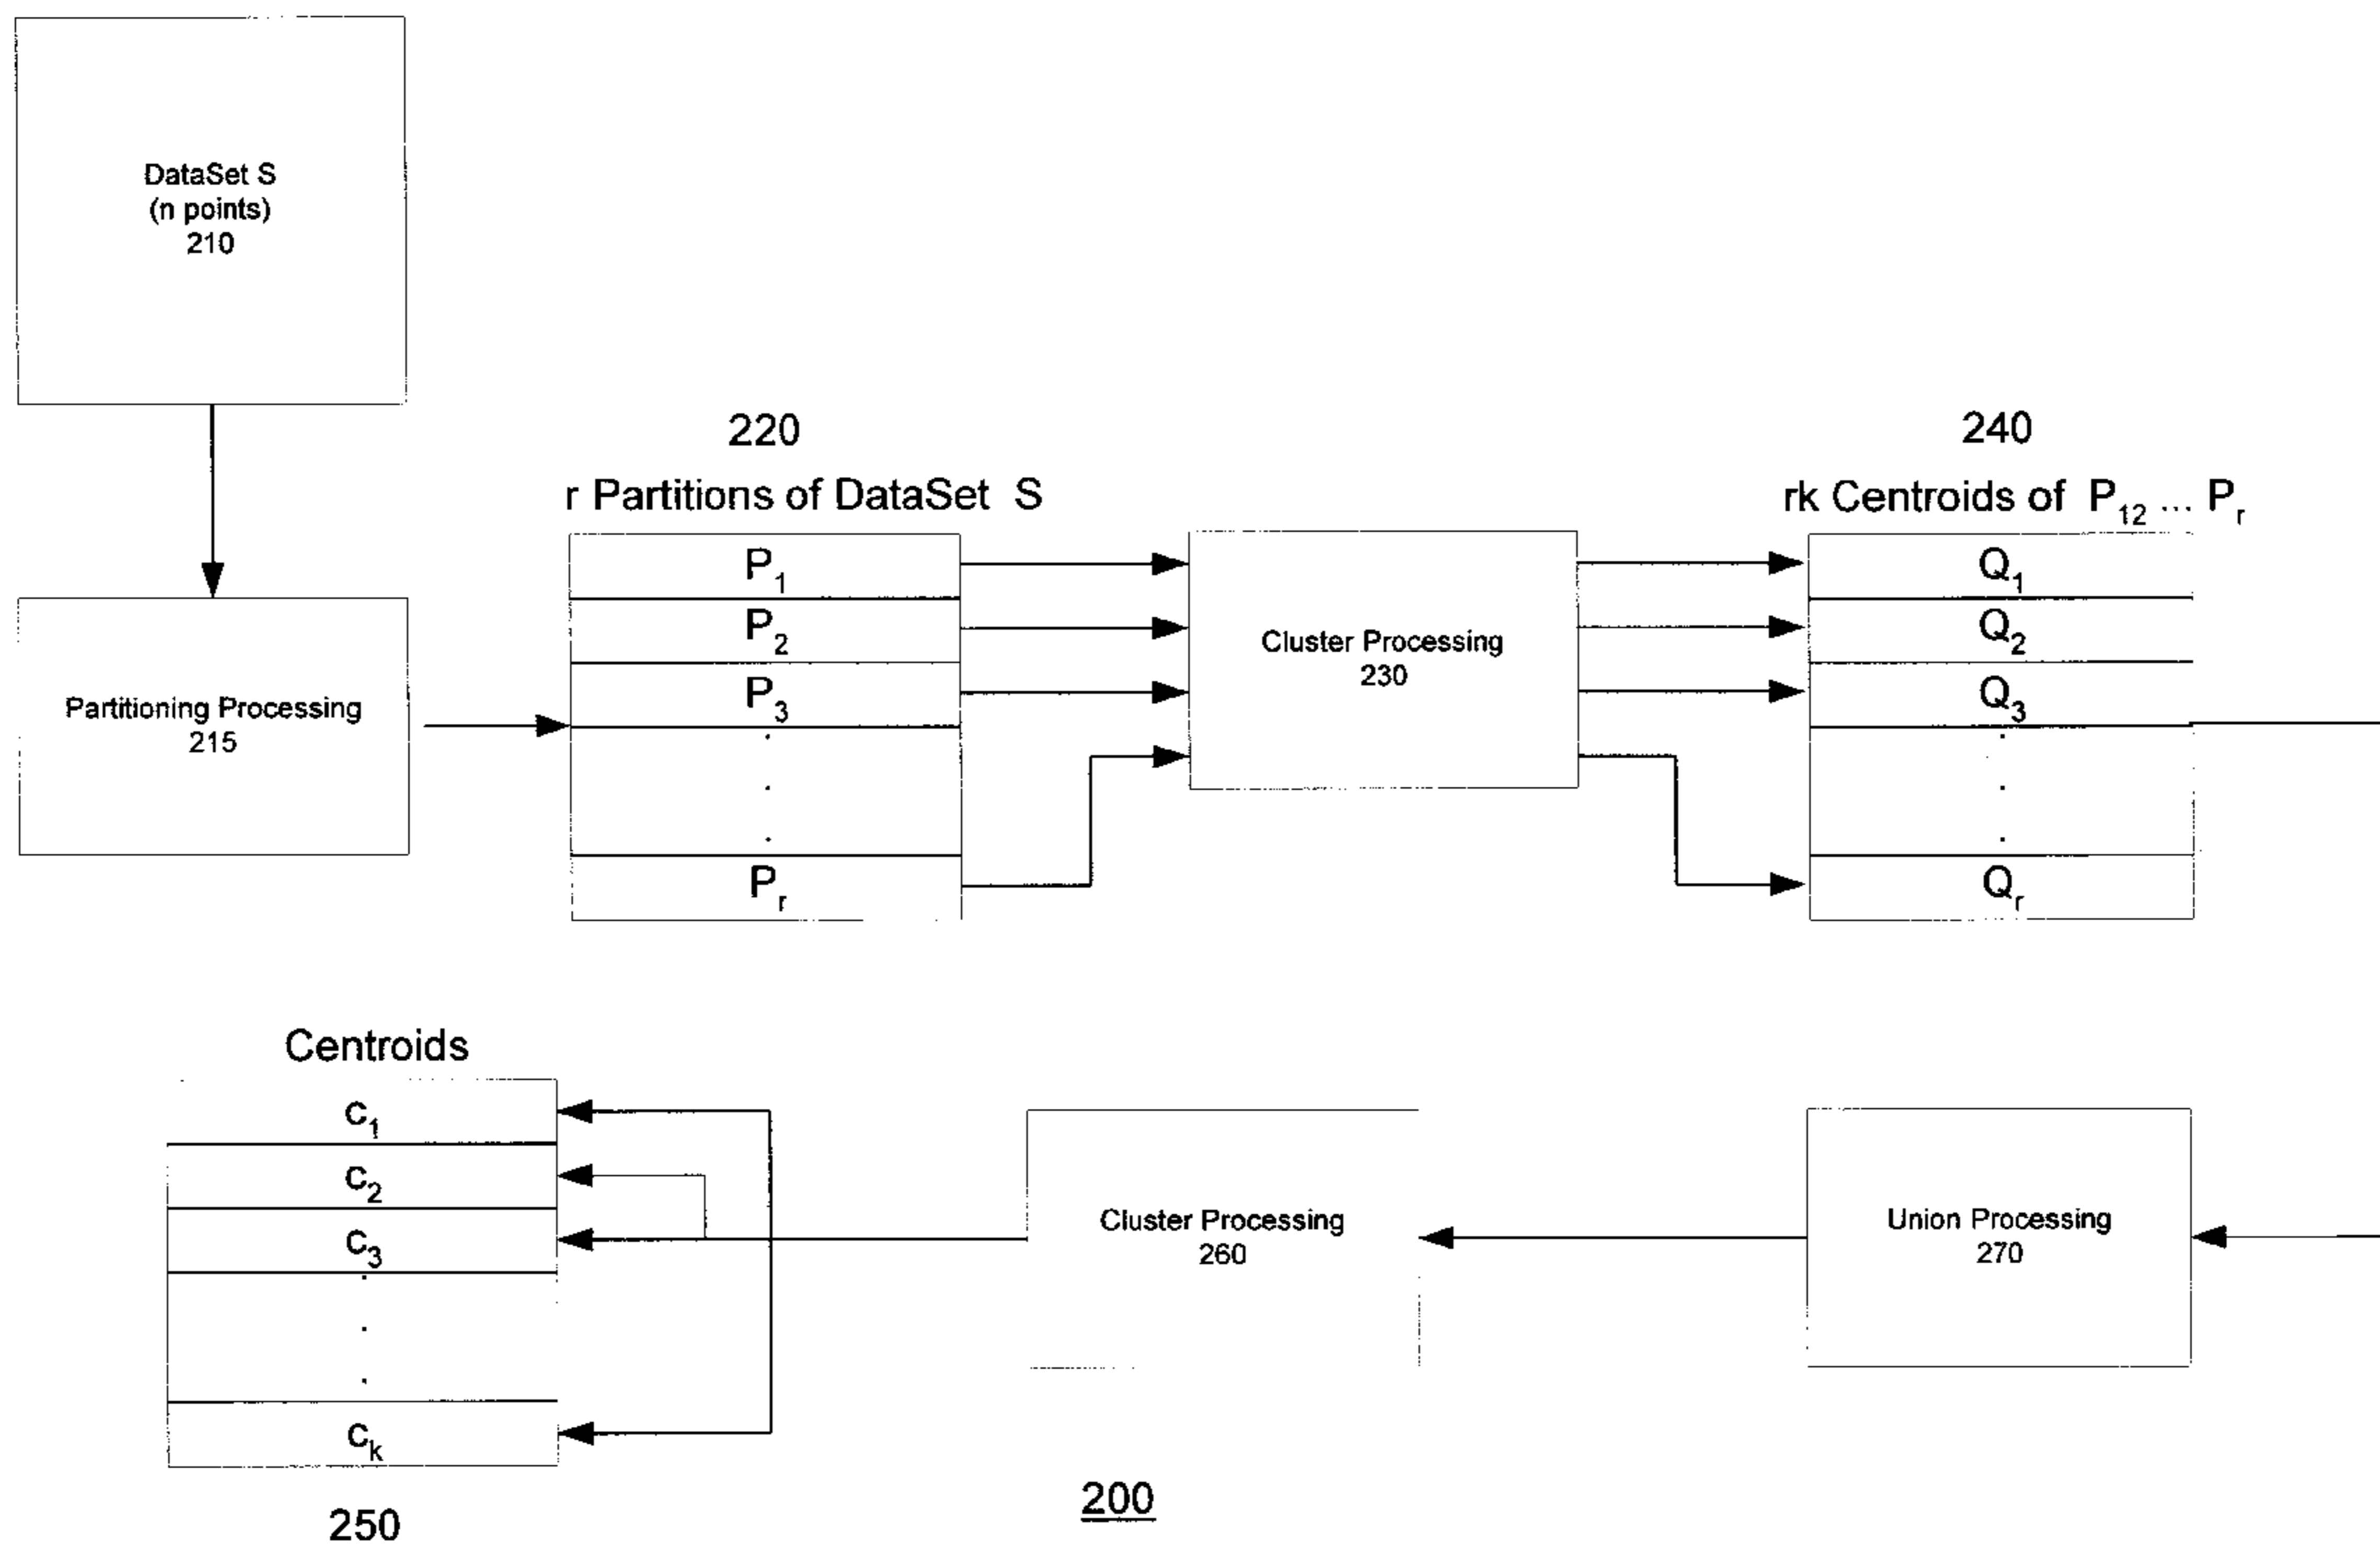 DataSet S
(n points)
210
Partitioning Processing
215
220
r Partitions of DataSet S
P1
P2
P3
.
.
.
Pr
Cluster Processing
230
240
rk Centroids of P12 ... Pr
Q1
Q2
Q3
.
.
.
Qr
Centroids
c1
c2
c3
.
.
.
ck
250
Cluster Processing
260
Union Processing
270
200